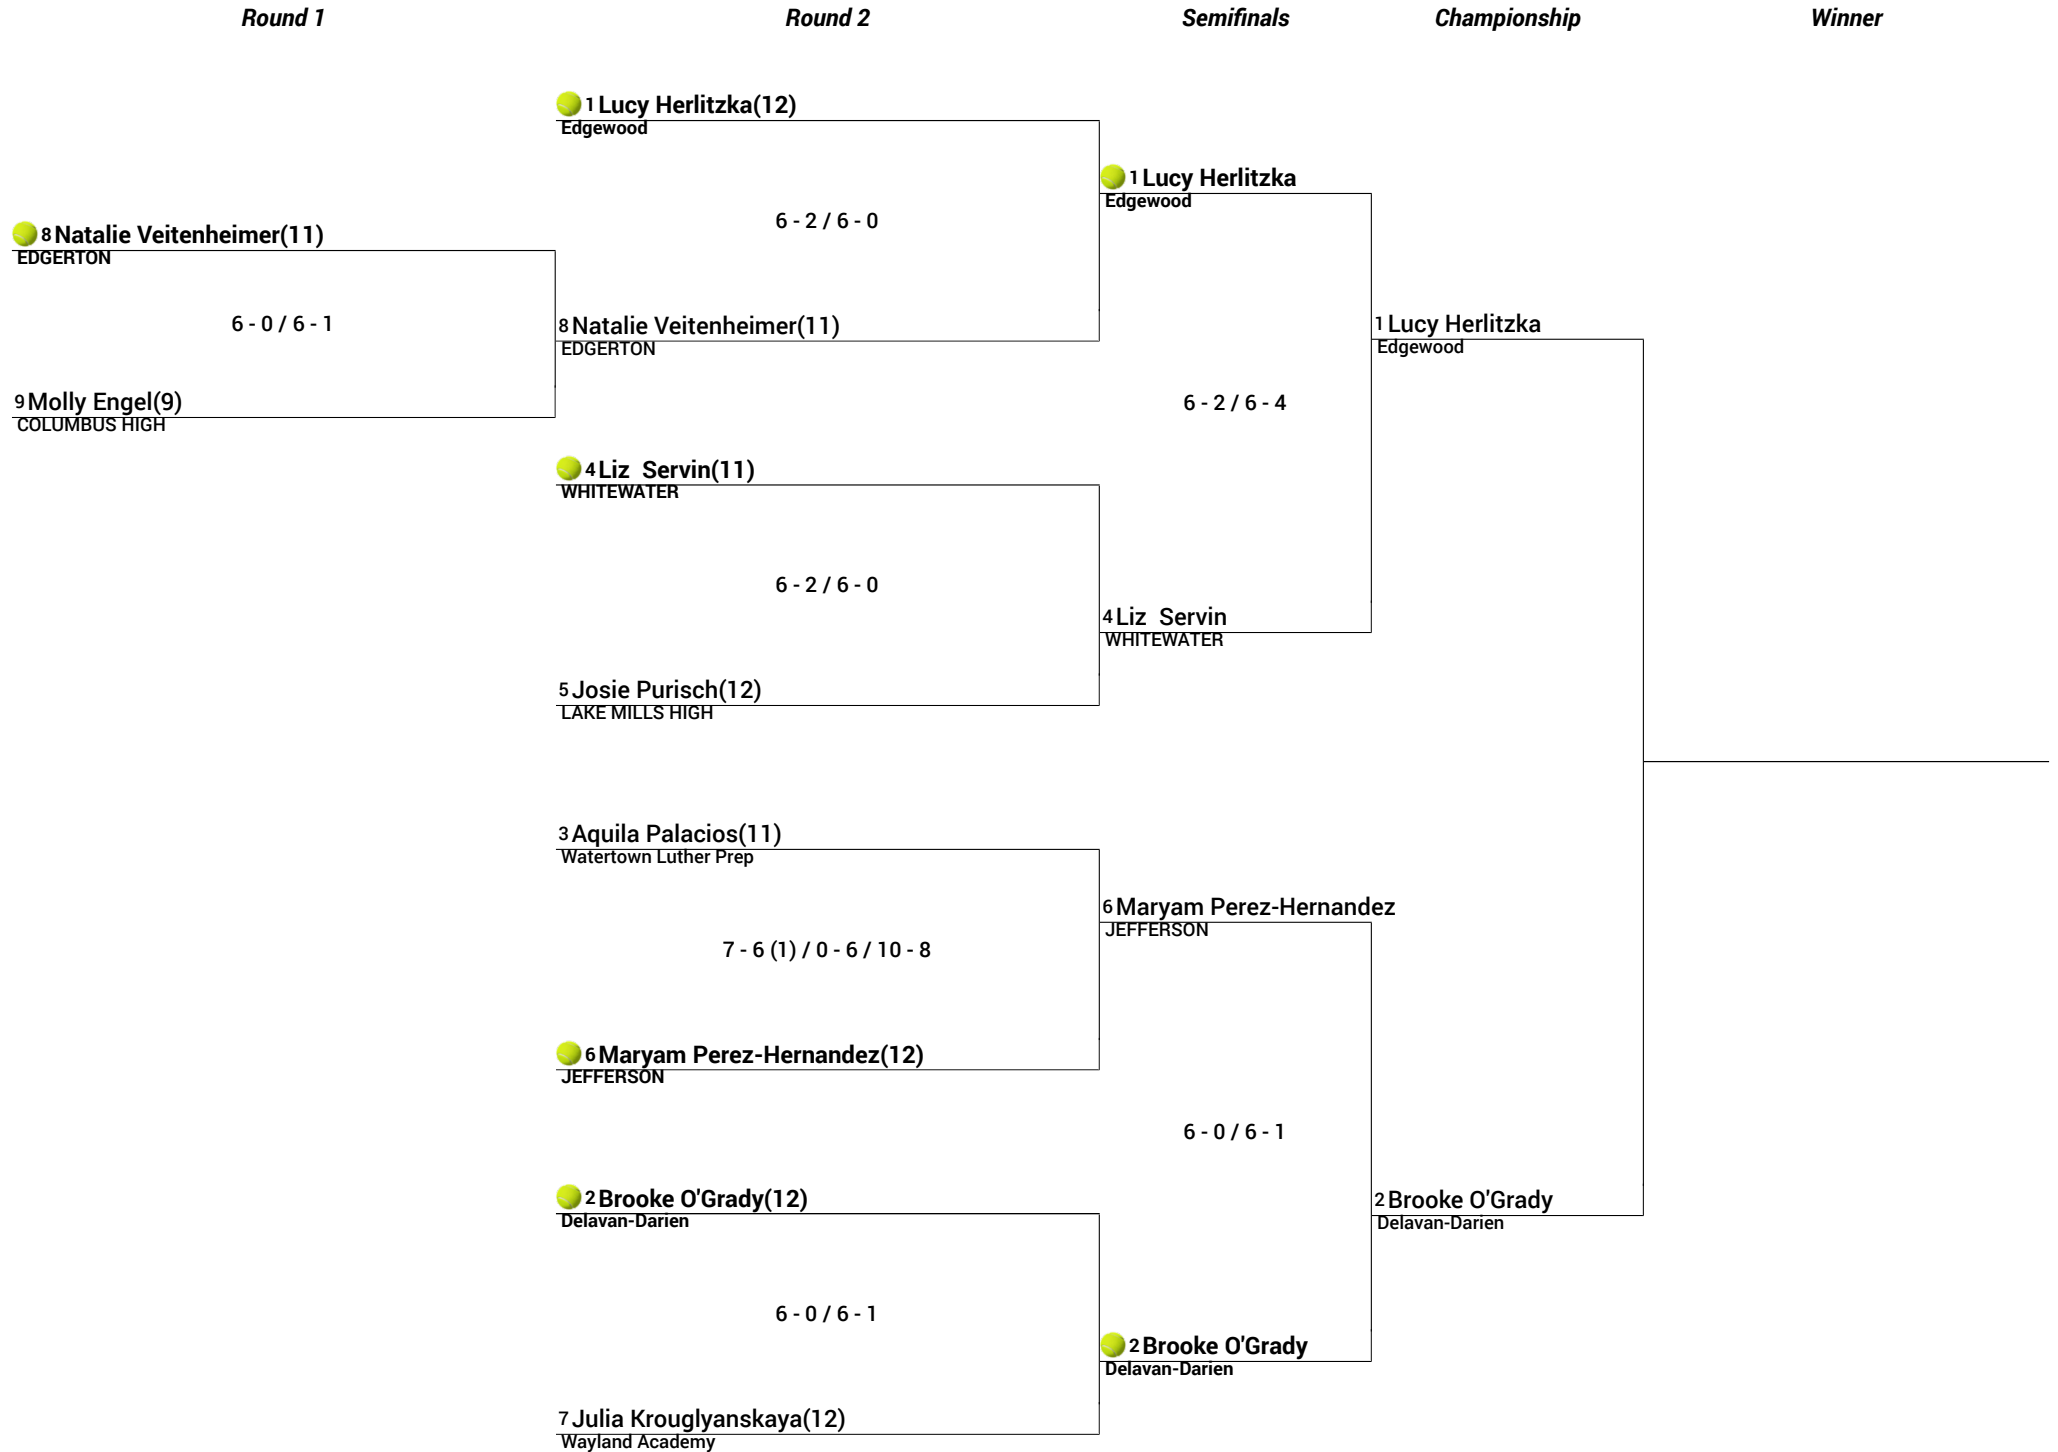 Round 1 Round 2 Semifinals Championship Winner
1 Lucy Herlitzka(12)
Edgewood
1 Lucy Herlitzka
Edgewood
6 - 2 / 6 - 0
8 Natalie Veitenheimer(11)
EDGERTON
6 - 0 / 6 - 1
8 Natalie Veitenheimer(11)
EDGERTON
1 Lucy Herlitzka
Edgewood
9 Molly Engel(9)
COLUMBUS HIGH
6 - 2 / 6 - 4
4 Liz  Servin(11)
WHITEWATER
6 - 2 / 6 - 0
4 Liz  Servin
WHITEWATER
5 Josie Purisch(12)
LAKE MILLS HIGH
3 Aquila Palacios(11)
Watertown Luther Prep
6 Maryam Perez-Hernandez
JEFFERSON
7 - 6 (1) / 0 - 6 / 10 - 8
6 Maryam Perez-Hernandez(12)
JEFFERSON
6 - 0 / 6 - 1
2 Brooke O'Grady(12)
Delavan-Darien
2 Brooke O'Grady
Delavan-Darien
6 - 0 / 6 - 1
2 Brooke O'Grady
Delavan-Darien
7 Julia Krouglyanskaya(12)
Wayland Academy